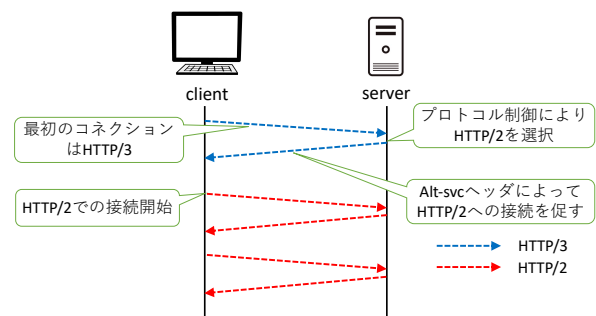 client
server
最初のコネクション
はHTTP/3
プロトコル制御により
HTTP/2を選択
HTTP/2での接続開始
Alt-svcヘッダによって
HTTP/2への接続を促す
HTTP/3
HTTP/2